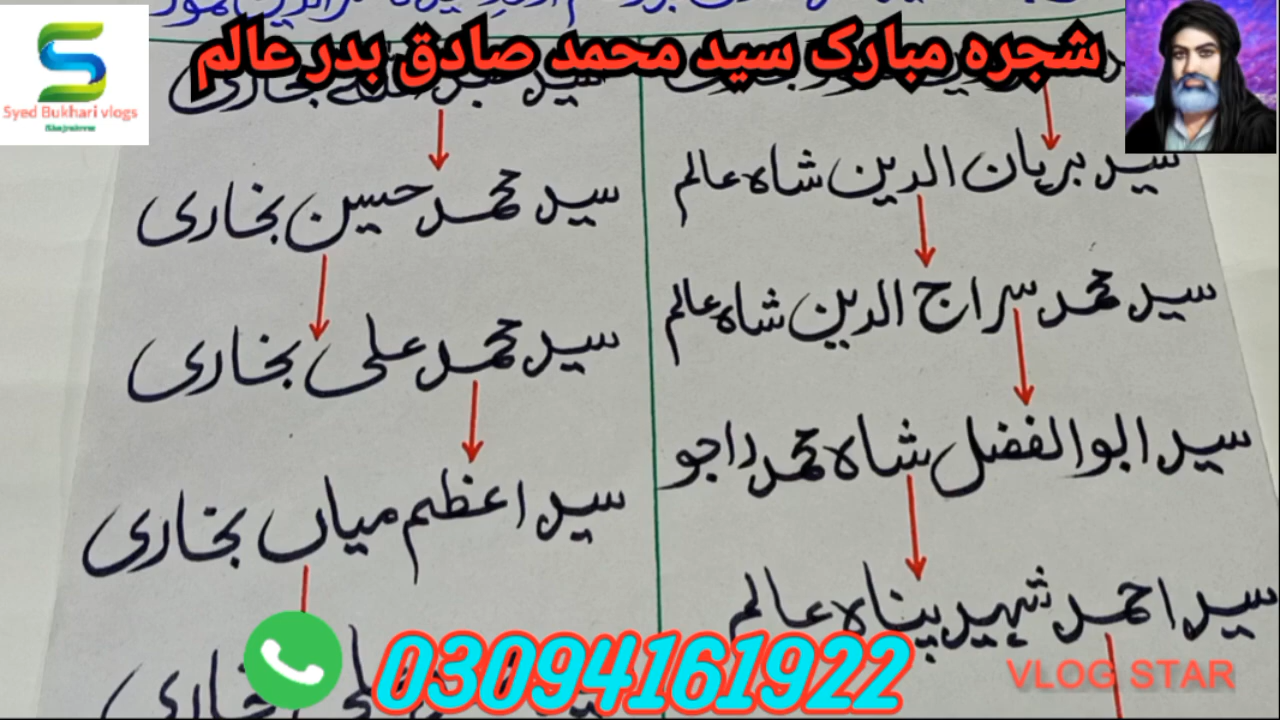 شجرہ مبارک سید محمد صادق بدر عالم
Syed Bukhari vlogs
سید برہان الدین شاہ عالم
سید محمد سراج الدین شاہ عالم
سید ابوالفضل شاہ محمد راجو
سید احمد شہید پناہ عالم
سید محمد حسین بخاری
سید محمد علی بخاری
سید اعظم میاں بخاری
03094161922
VLOG STAR